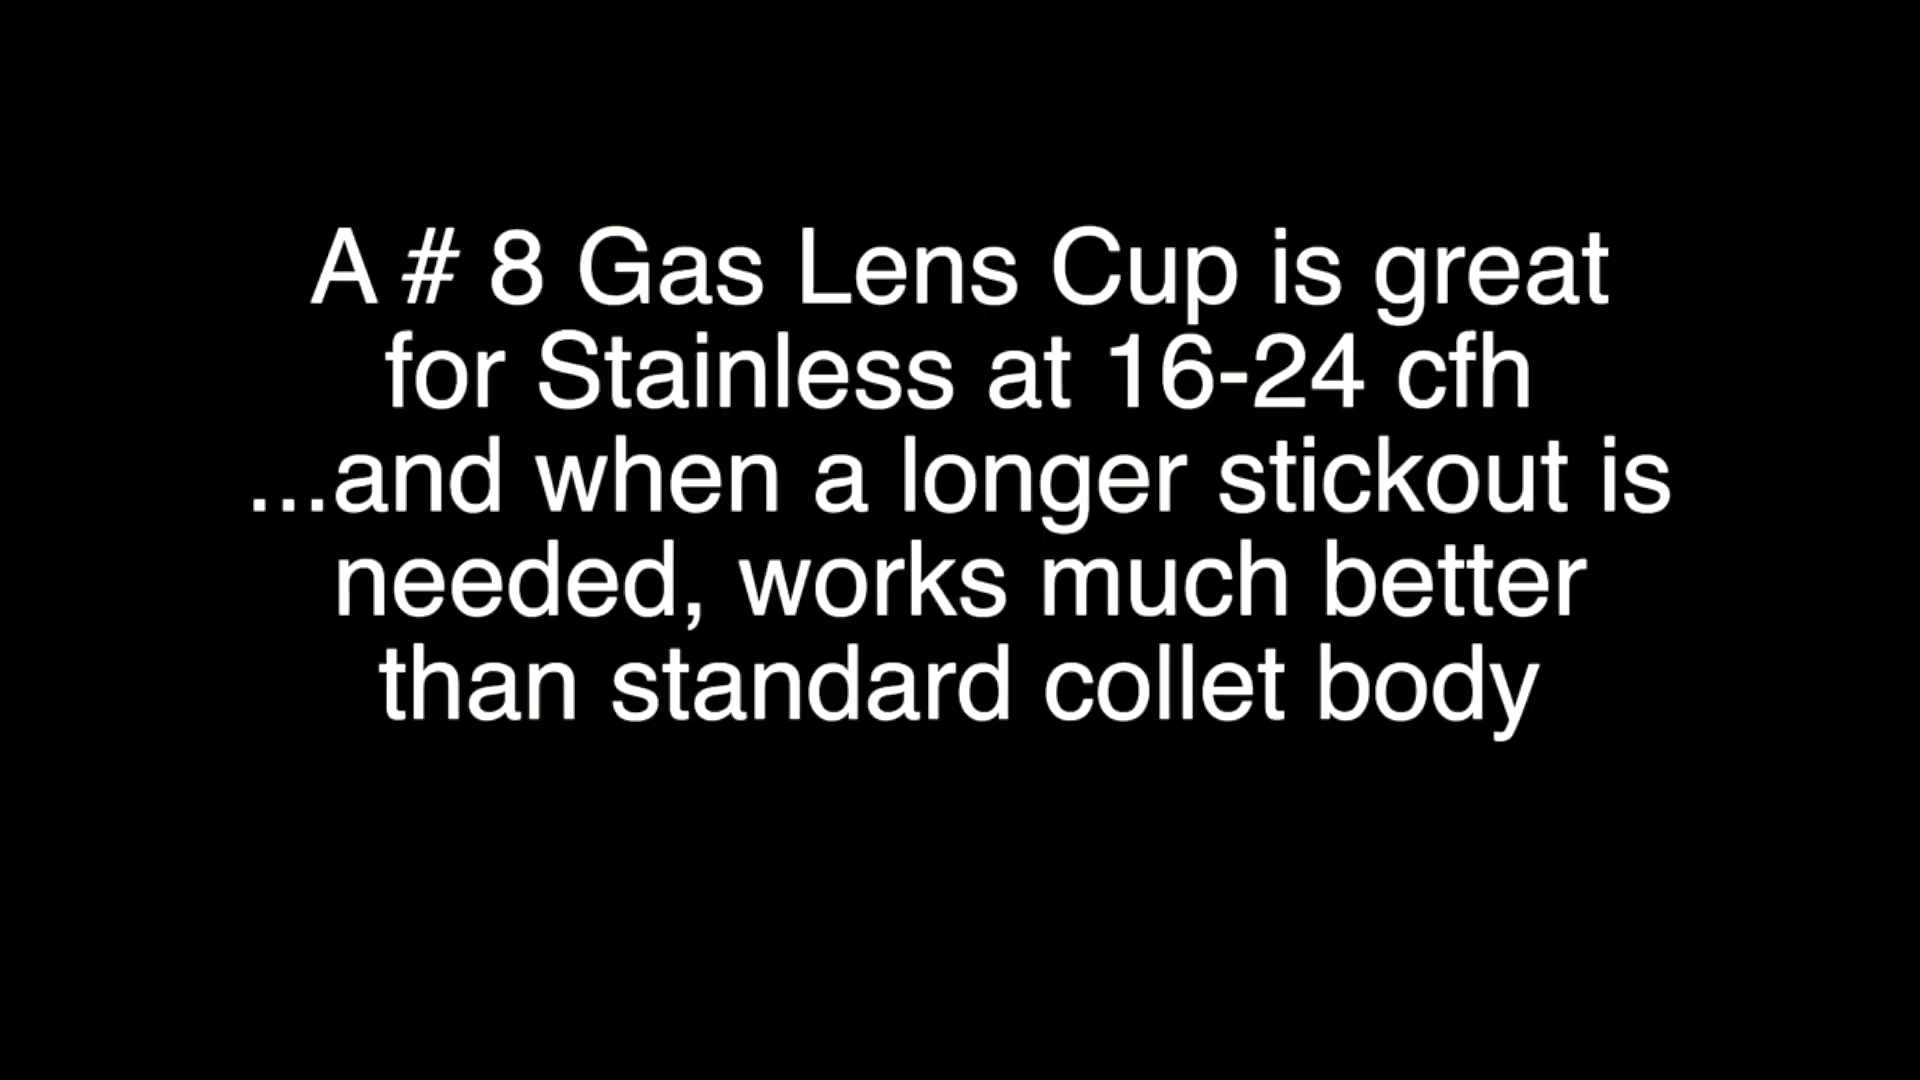 A # 8 Gas Lens Cup is great
for Stainless at 16-24 cfh
...and when a longer stickout is
needed, works much better
than standard collet body